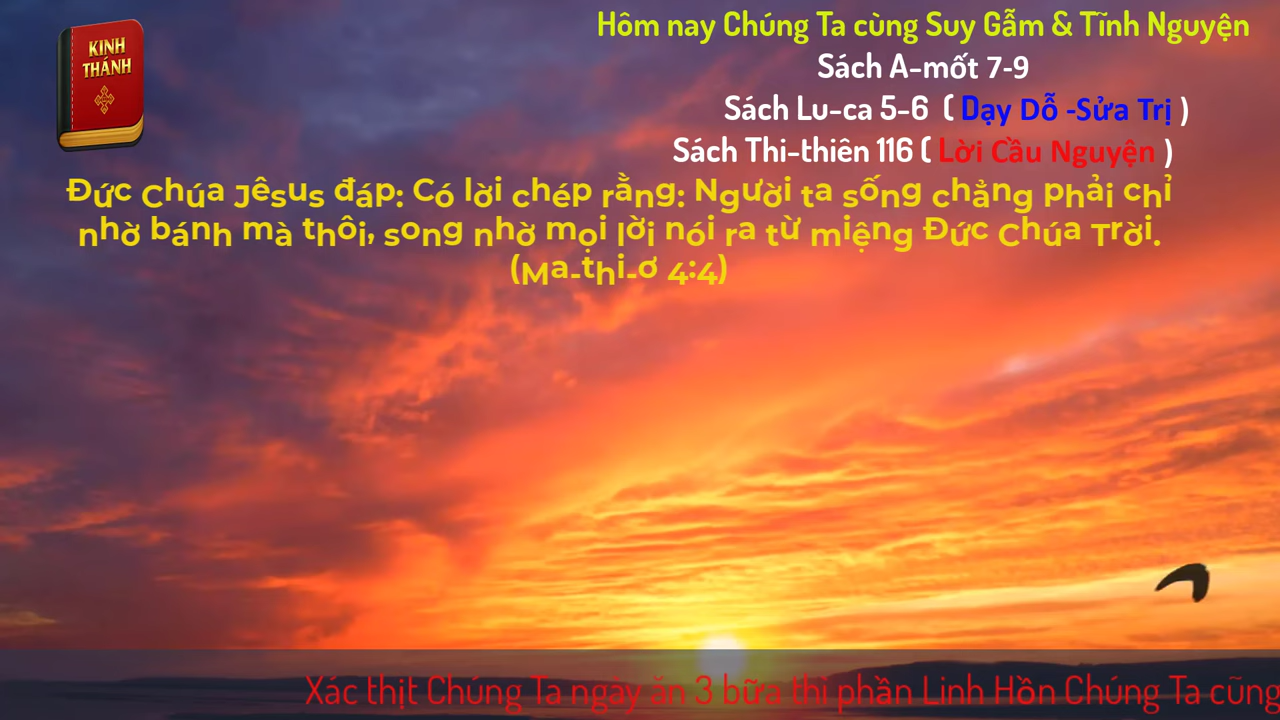 KINH
THÁNH
Hôm nay Chúng Ta cùng Suy Gẫm & Tĩnh Nguyện
Sách A-mốt 7-9
Sách Lu-ca 5-6 ( Dạy Dỗ -Sửa Trị )
Sách Thi-thiên 116 ( Lời Cầu Nguyện )
Đức Chúa Jêsus đáp: Có lời chép rằng: Người ta sống chẳng phải chỉ
nhờ bánh mà thôi, song nhờ mọi lời nói ra từ miệng Đức Chúa Trời.
(Ma-thi-ơ 4:4)
Xác thịt Chúng Ta ngày ăn 3 bữa thì phần Linh Hồn Chúng Ta cũng